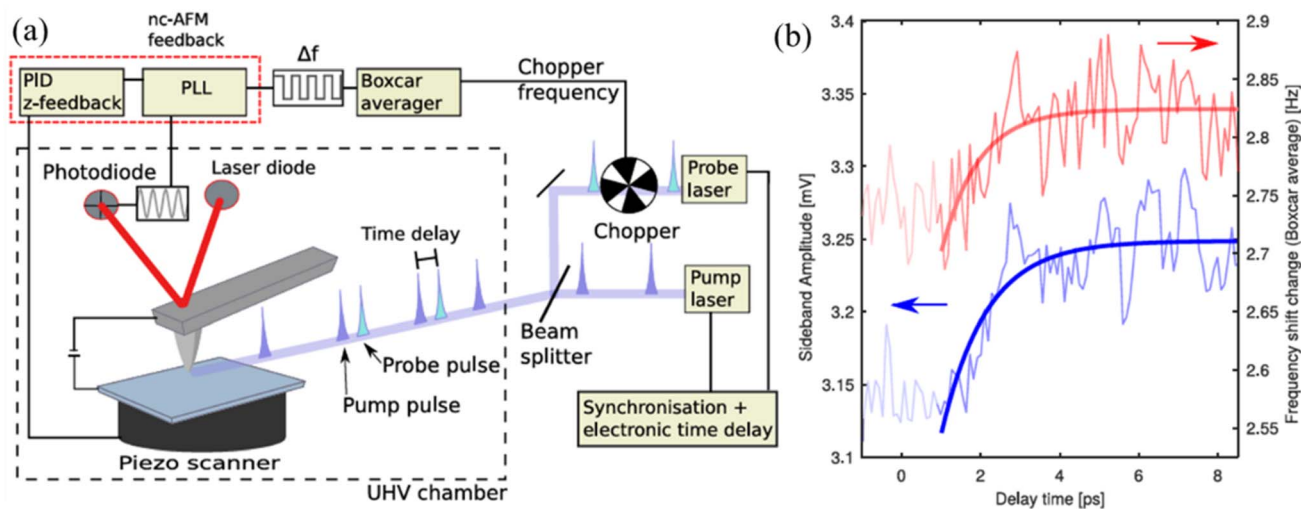 (a)
nc-AFM
feedback
PID
z-feedback
PLL
Δf
Boxcar
averager
Chopper
frequency
Photodiode
Laser diode
Probe
laser
Chopper
Time delay
Pump
laser
Beam
splitter
Probe pulse
Pump pulse
Synchronisation +
electronic time delay
Piezo scanner
UHV chamber
(b)
3.4
3.35
3.3
3.25
3.2
3.15
3.1
Sideband Amplitude [mV]
2.9
2.85
2.8
2.75
2.7
2.65
2.6
2.55
Frequency shift change (Boxcar average) [Hz]
0
2
4
6
8
Delay time [ps]